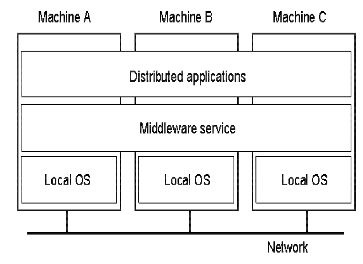 Machine A Machine B Machine C
Distributed applications
Middleware service
Local OS Local OS Local OS
Network